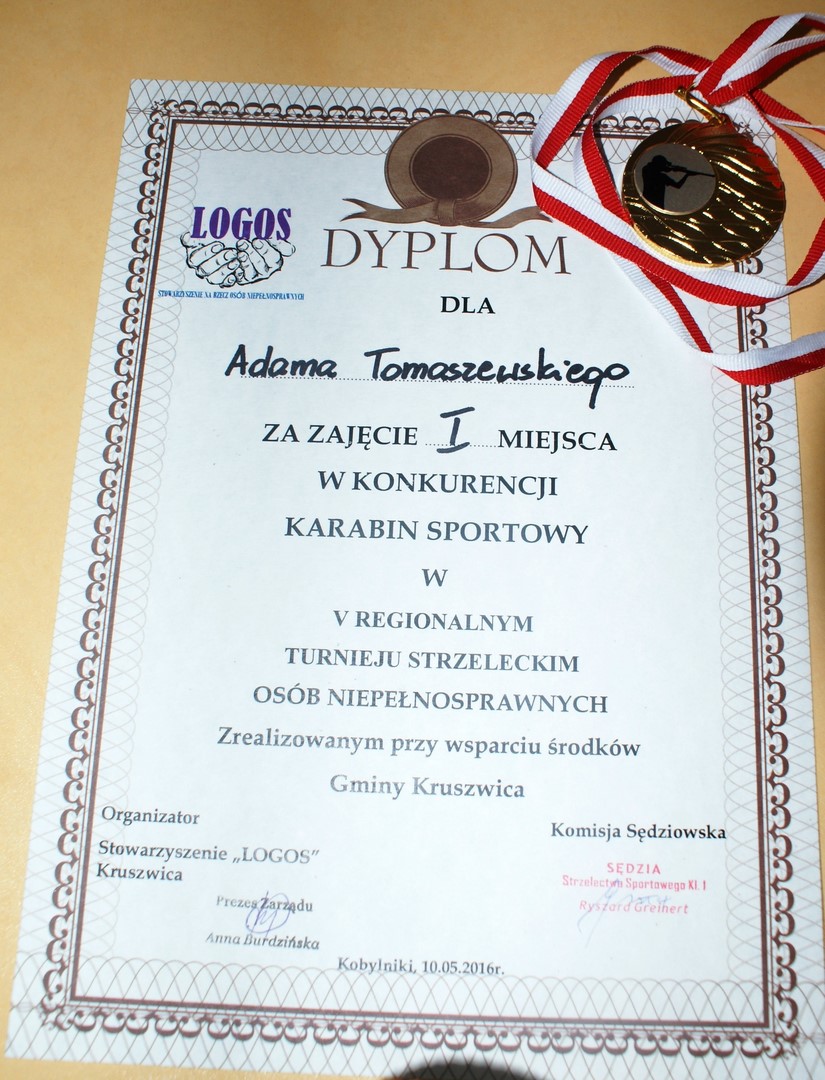 LOGOS
STOWARZYSZENIE NA RZECZ OSÓB NIEPEŁNOSPRAWNYCH
DYPLOM
DLA
Adama Tomaszewskiego
ZA ZAJĘCIE I MIEJSCA
W KONKURENCJI
KARABIN SPORTOWY
W
V REGIONALNYM
TURNIEJU STRZELECKIM
OSÓB NIEPEŁNOSPRAWNYCH
Zrealizowanym przy wsparciu środków
Gminy Kruszwica
Organizator
Stowarzyszenie „LOGOS”
Kruszwica
Prezes Zarządu
Anna Burdzińska
Komisja Sędziowska
SĘDZIA
Strzelectwa Sportowego Kl. 1
Ryszard Greinert
Kobylniki, 10.05.2016r.